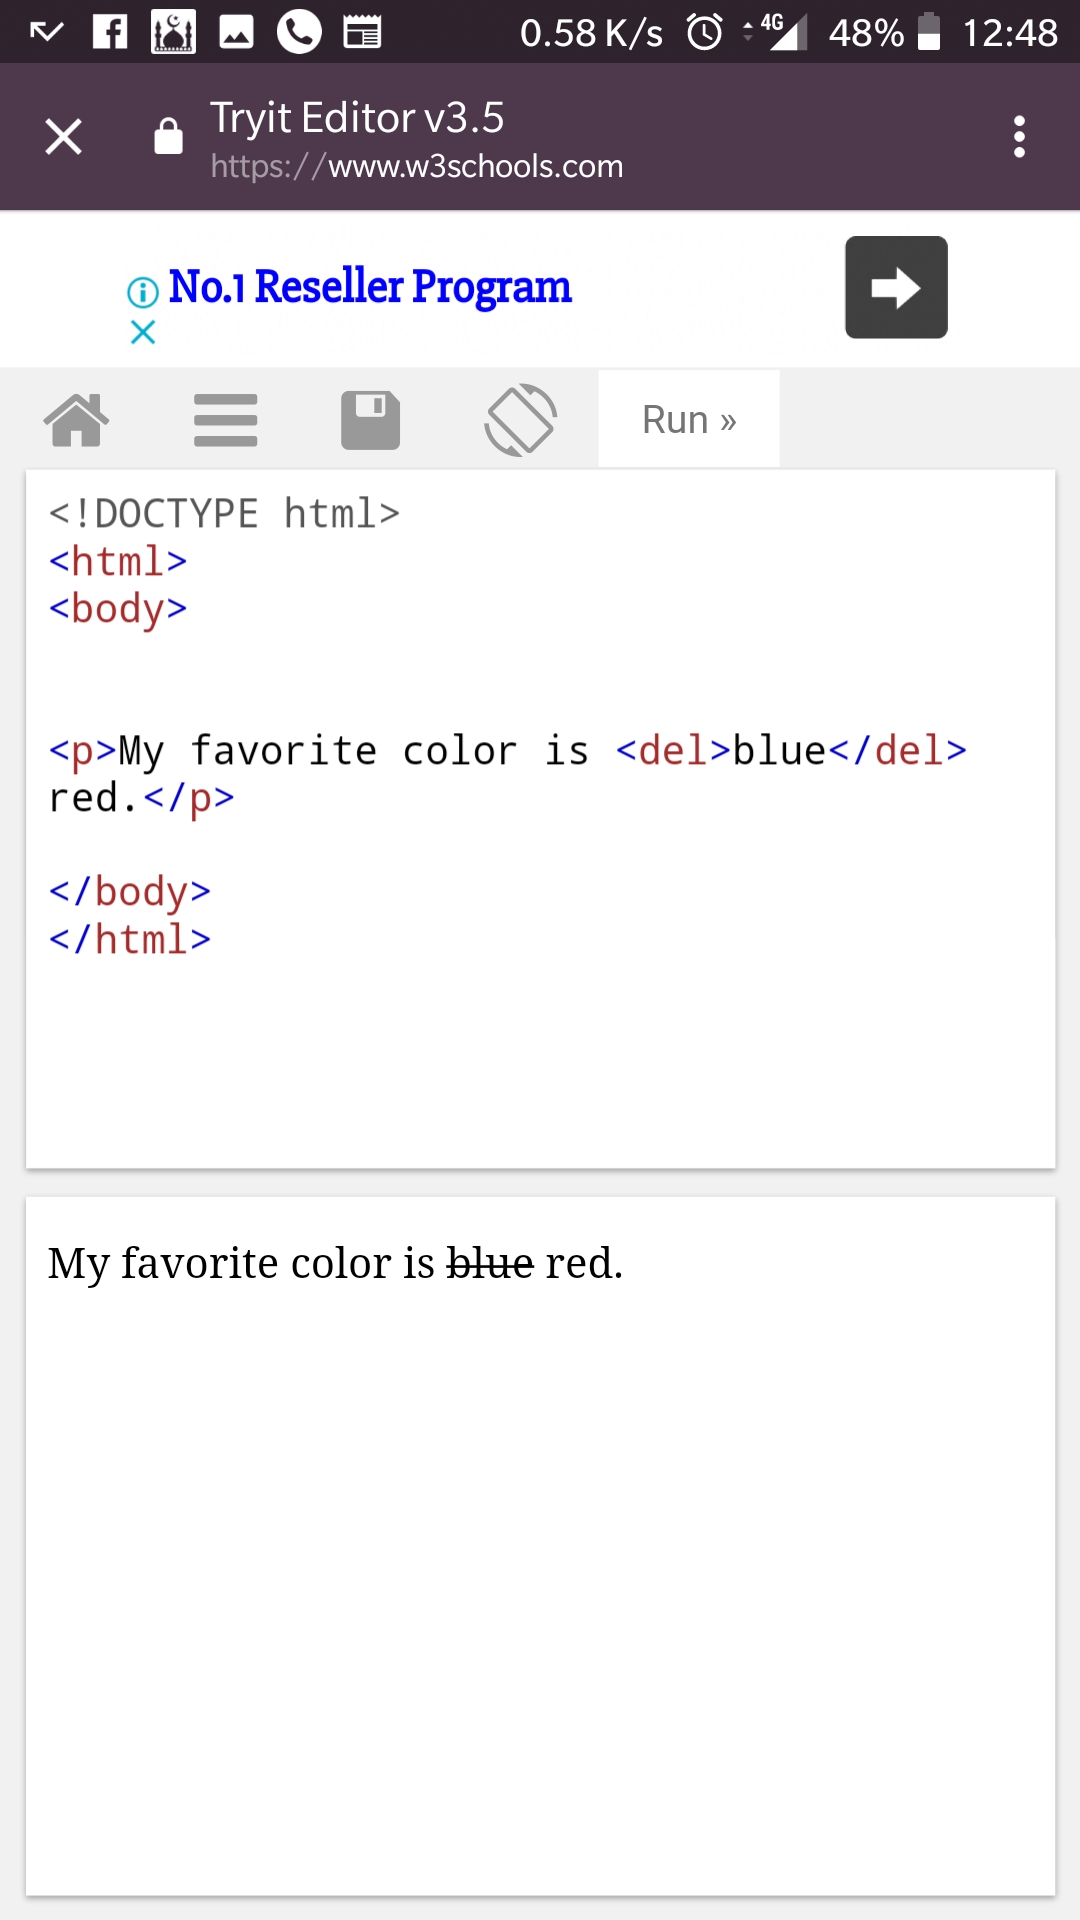 0.58 K/s 4G 48% 12:48
Tryit Editor v3.5
https://www.w3schools.com
No.1 Reseller Program
Run »
<!DOCTYPE html>
<html>
<body>
<p>My favorite color is <del>blue</del>
red.</p>
</body>
</html>
My favorite color is blue red.